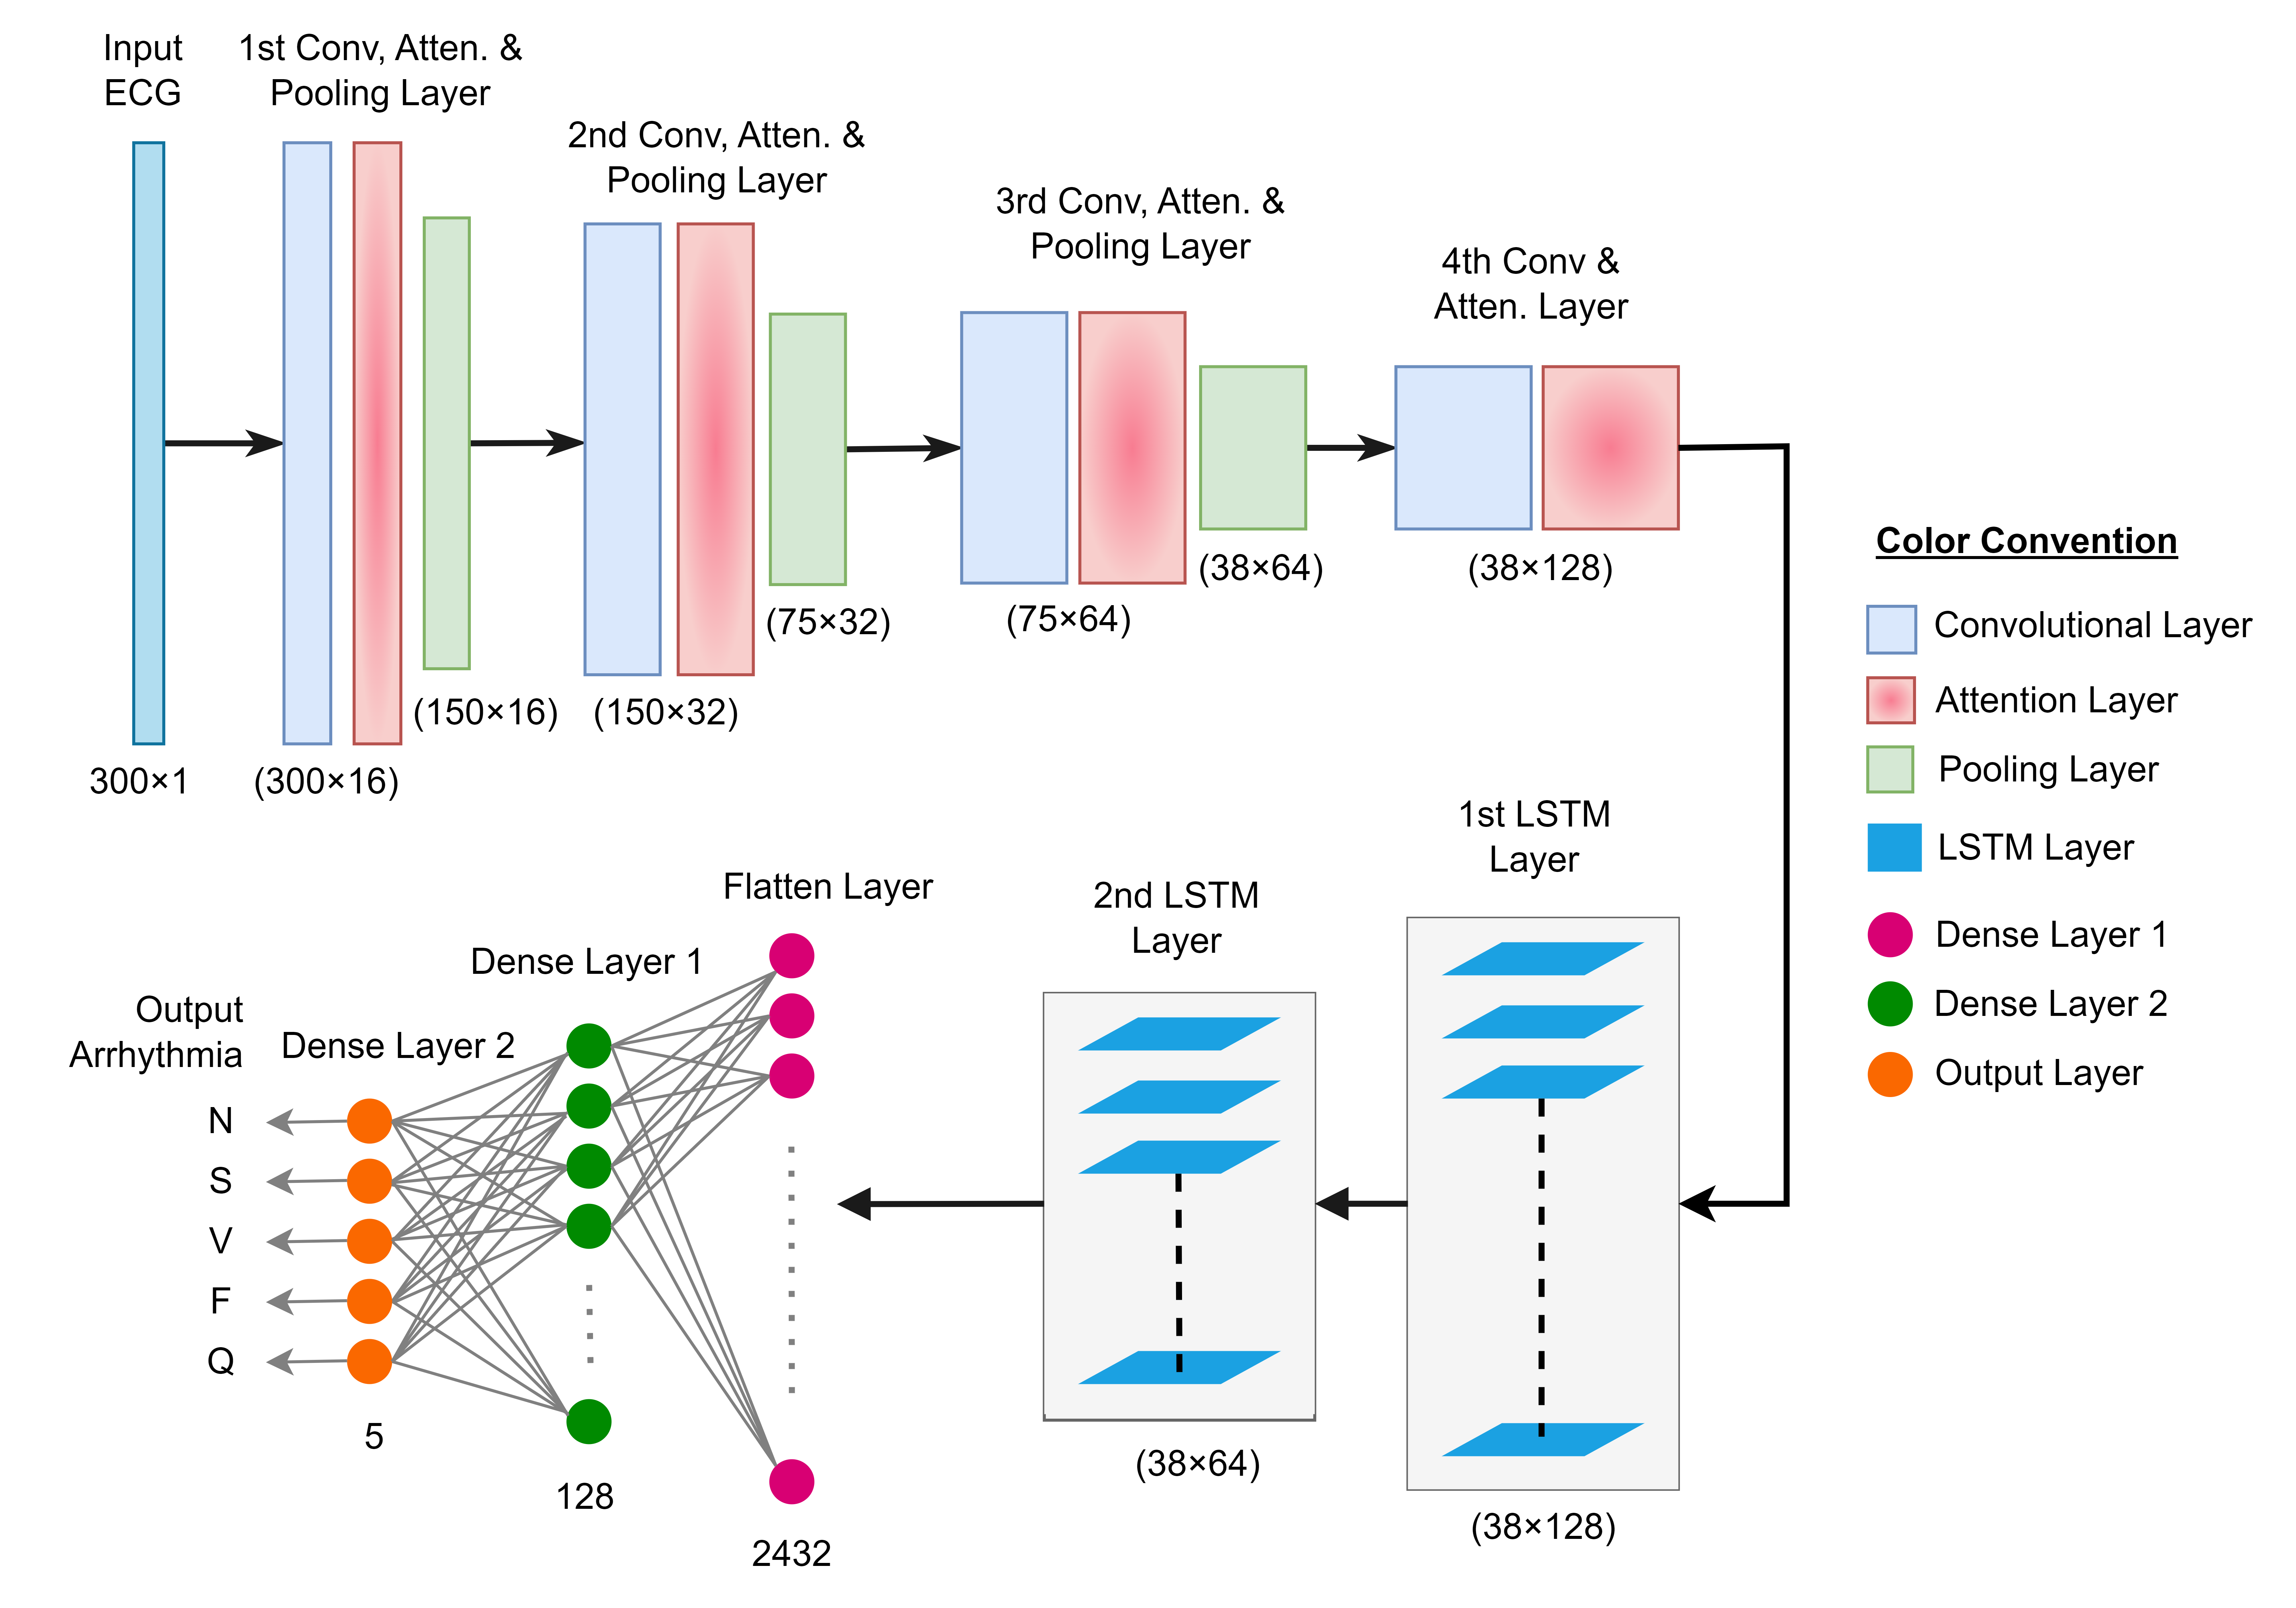 Input
ECG
1st Conv, Atten. &
Pooling Layer
2nd Conv, Atten. &
Pooling Layer
3rd Conv, Atten. &
Pooling Layer
4th Conv &
Atten. Layer
300×1
(300×16)
(150×16)
(150×32)
(75×32)
(75×64)
(38×64)
(38×128)
Color Convention
Convolutional Layer
Attention Layer
Pooling Layer
LSTM Layer
Dense Layer 1
Dense Layer 2
Output Layer
1st LSTM
Layer
(38×128)
2nd LSTM
Layer
(38×64)
Flatten Layer
2432
Dense Layer 1
128
Dense Layer 2
5
Output
Arrhythmia
N
S
V
F
Q